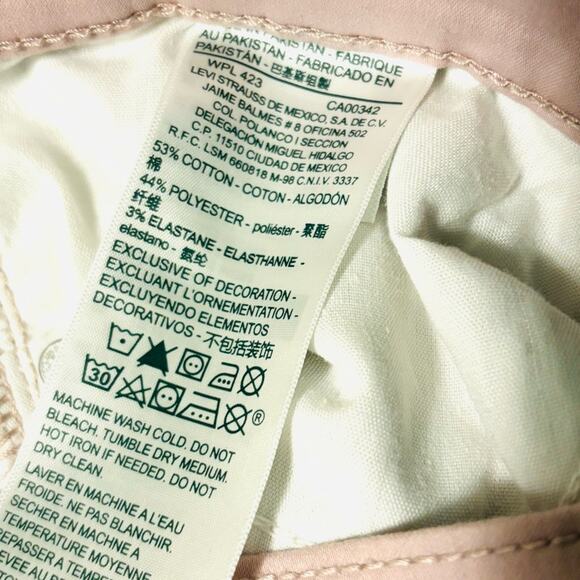 AU PAKISTAN - FABRIQUE
PAKISTÁN - FABRICADO EN
巴基斯坦製
WPL 423 CA00342
LEVI STRAUSS DE MEXICO, S.A. DE C.V.
JAIME BALMES # 8 OFICINA 502
COL. POLANCO I SECCION
DELEGACIÓN MIGUEL HIDALGO
C.P. 11510 CIUDAD DE MEXICO
R.F.C. LSM 660818 M-98 C.N.I.V. 3337
53% COTTON - COTON - ALGODÓN
棉
44% POLYESTER - poliéster - 聚酯
纤维
3% ELASTANE - ELASTHANNE -
elastano - 氨纶
EXCLUSIVE OF DECORATION -
EXCLUANT L'ORNEMENTATION -
EXCLUYENDO ELEMENTOS
DECORATIVOS - 不包括装饰
30 ®
MACHINE WASH COLD. DO NOT
BLEACH. TUMBLE DRY MEDIUM.
HOT IRON IF NEEDED. DO NOT
DRY CLEAN.
LAVER EN MACHINE A L'EAU
FROIDE. NE PAS BLANCHIR.
SECHER EN MACHINE A
TEMPERATURE MOYENNE